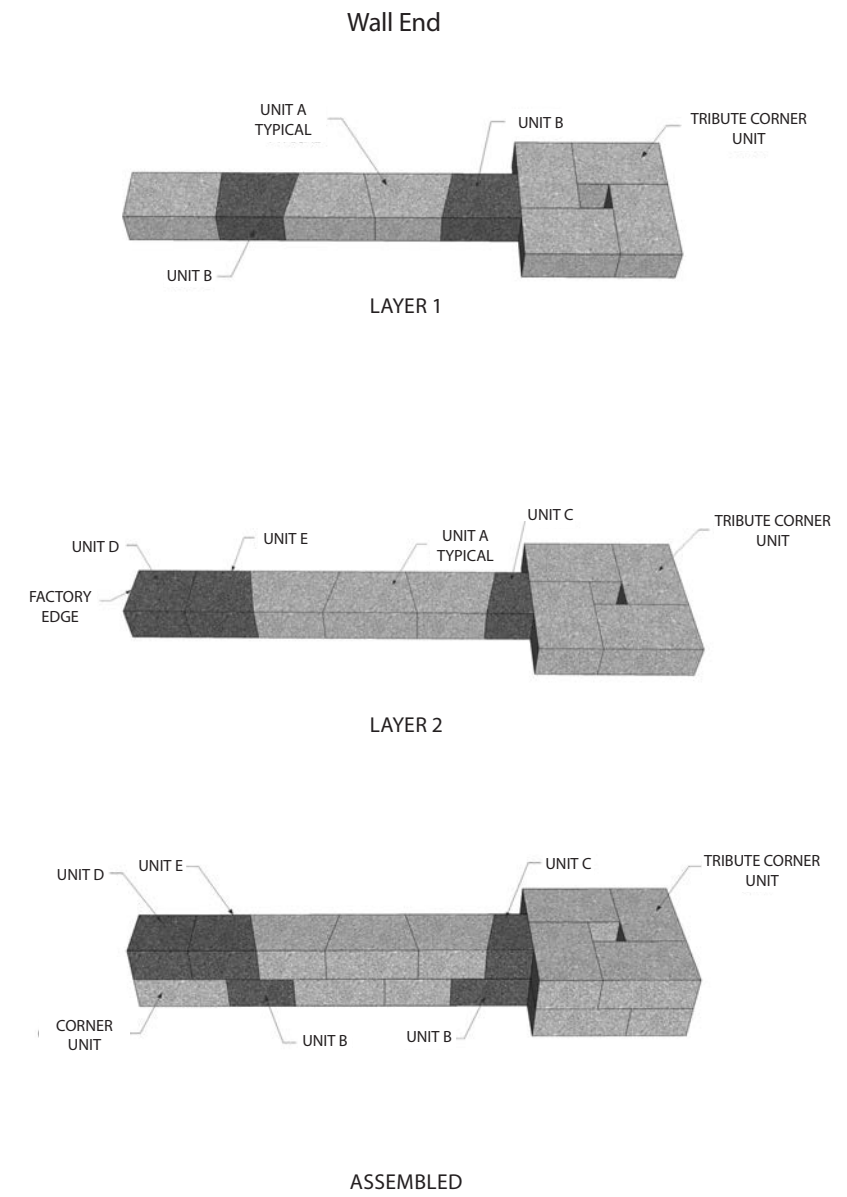 Wall End
UNIT A
TYPICAL
UNIT B
TRIBUTE CORNER
UNIT
UNIT B
LAYER 1
UNIT C
TRIBUTE CORNER
UNIT
UNIT D
UNIT E
UNIT A
TYPICAL
FACTORY
EDGE
LAYER 2
UNIT D
UNIT E
UNIT C
TRIBUTE CORNER
UNIT
CORNER
UNIT
UNIT B
UNIT B
ASSEMBLED